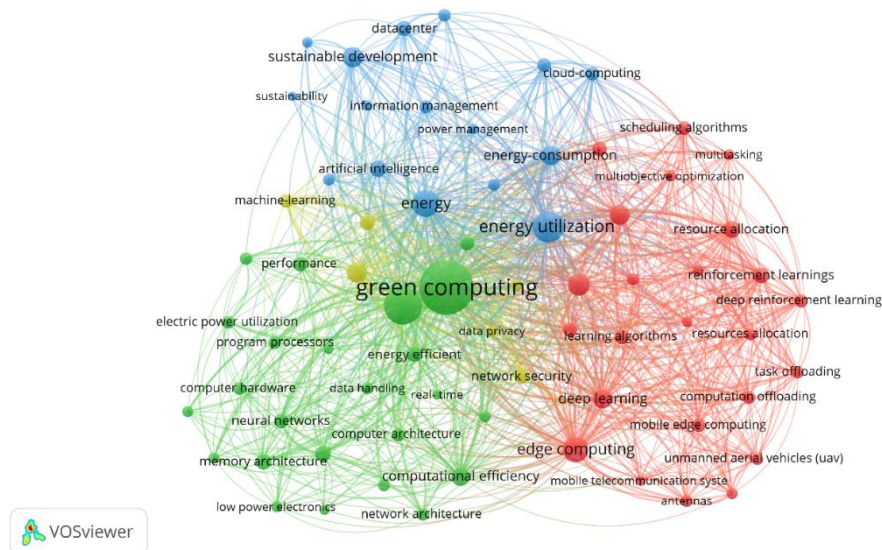 datacenter
sustainable development
cloud-computing
sustainability
information management
power management
scheduling algorithms
energy-consumption
multitasking
artificial intelligence
multiobjective optimization
machine-learning
energy
energy utilization
resource allocation
performance
reinforcement learnings
green computing
deep reinforcement learning
electric power utilization
data privacy
program processors
learning algorithms
resources allocation
energy efficient
network security
task offloading
computer hardware
data handling
real-time
deep learning
computation offloading
neural networks
mobile edge computing
computer architecture
edge computing
memory architecture
unmanned aerial vehicles (uav)
computational efficiency
mobile telecommunication syste
low power electronics
antennas
network architecture
VOSviewer